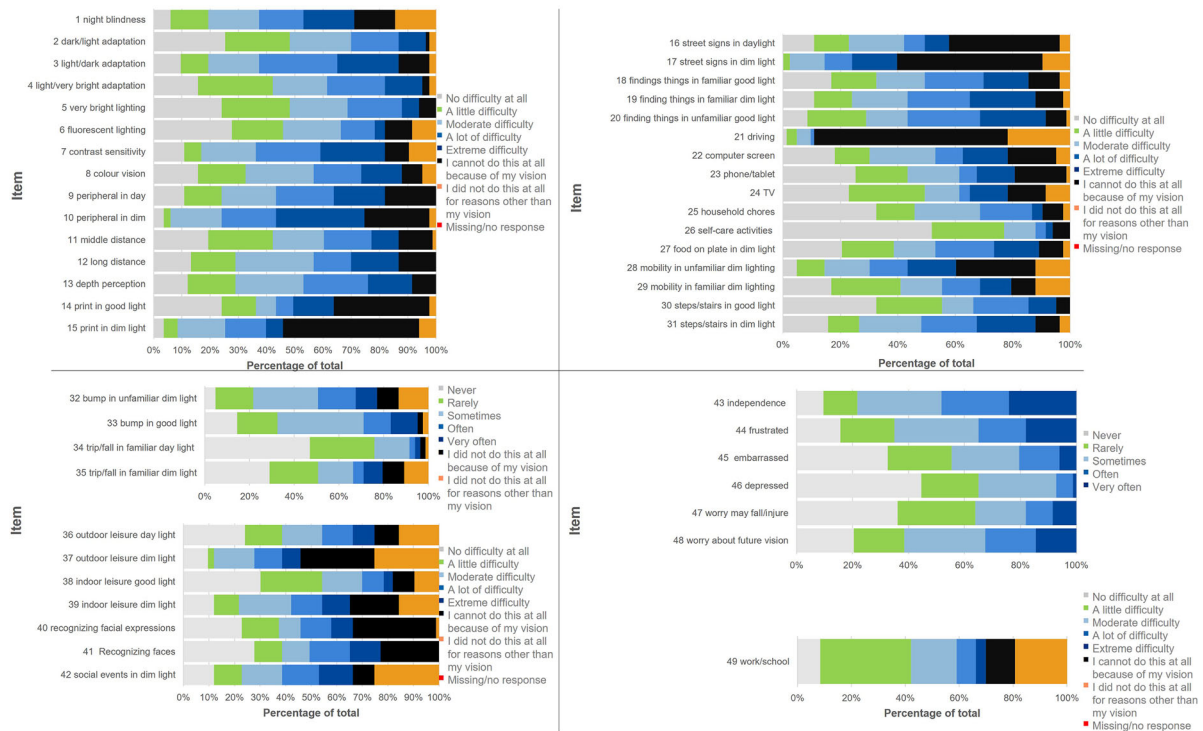 Item
1 night blindness
2 dark/light adaptation
3 light/dark adaptation
4 light/very bright adaptation
5 very bright lighting
6 fluorescent lighting
7 contrast sensitivity
8 colour vision
9 peripheral in day
10 peripheral in dim
11 middle distance
12 long distance
13 depth perception
14 print in good light
15 print in dim light
0% 10% 20% 30% 40% 50% 60% 70% 80% 90% 100%
Percentage of total
No difficulty at all
A little difficulty
Moderate difficulty
A lot of difficulty
Extreme difficulty
I cannot do this at all
because of my vision
I did not do this at all
for reasons other than
my vision
Missing/no response
Item
16 street signs in daylight
17 street signs in dim light
18 findings things in familiar good light
19 finding things in familiar dim light
20 finding things in unfamiliar good light
21 driving
22 computer screen
23 phone/tablet
24 TV
25 household chores
26 self-care activities
27 food on plate in dim light
28 mobility in unfamiliar dim lighting
29 mobility in familiar dim lighting
30 steps/stairs in good light
31 steps/stairs in dim light
0% 20% 40% 60% 80% 100%
Percentage of total
No difficulty at all
A little difficulty
Moderate difficulty
A lot of difficulty
Extreme difficulty
I cannot do this at all
because of my vision
I did not do this at all
for reasons other than
my vision
Missing/no response
Item
32 bump in unfamiliar dim light
33 bump in good light
34 trip/fall in familiar day light
35 trip/fall in familiar dim light
0% 20% 40% 60% 80% 100%
Never
Rarely
Sometimes
Often
Very often
I did not do this at all
because of my vision
I did not do this at all
for reasons other than
my vision
36 outdoor leisure day light
37 outdoor leisure dim light
38 indoor leisure good light
39 indoor leisure dim light
40 recognizing facial expressions
41 Recognizing faces
42 social events in dim light
0% 20% 40% 60% 80% 100%
Percentage of total
No difficulty at all
A little difficulty
Moderate difficulty
A lot of difficulty
Extreme difficulty
I cannot do this at all
because of my vision
I did not do this at all
for reasons other than
my vision
Missing/no response
Item
43 independence
44 frustrated
45 embarrassed
46 depressed
47 worry may fall/injure
48 worry about future vision
0% 20% 40% 60% 80% 100%
Never
Rarely
Sometimes
Often
Very often
49 work/school
0% 20% 40% 60% 80% 100%
Percentage of total
No difficulty at all
A little difficulty
Moderate difficulty
A lot of difficulty
Extreme difficulty
I cannot do this at all
because of my vision
I did not do this at all
for reasons other than
my vision
Missing/no response